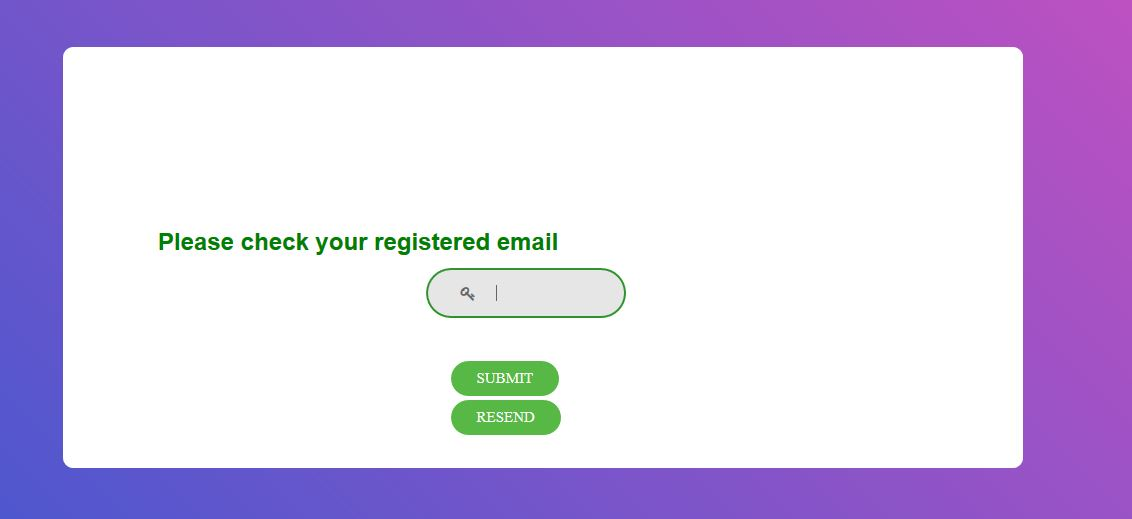 Please check your registered email
SUBMIT
RESEND